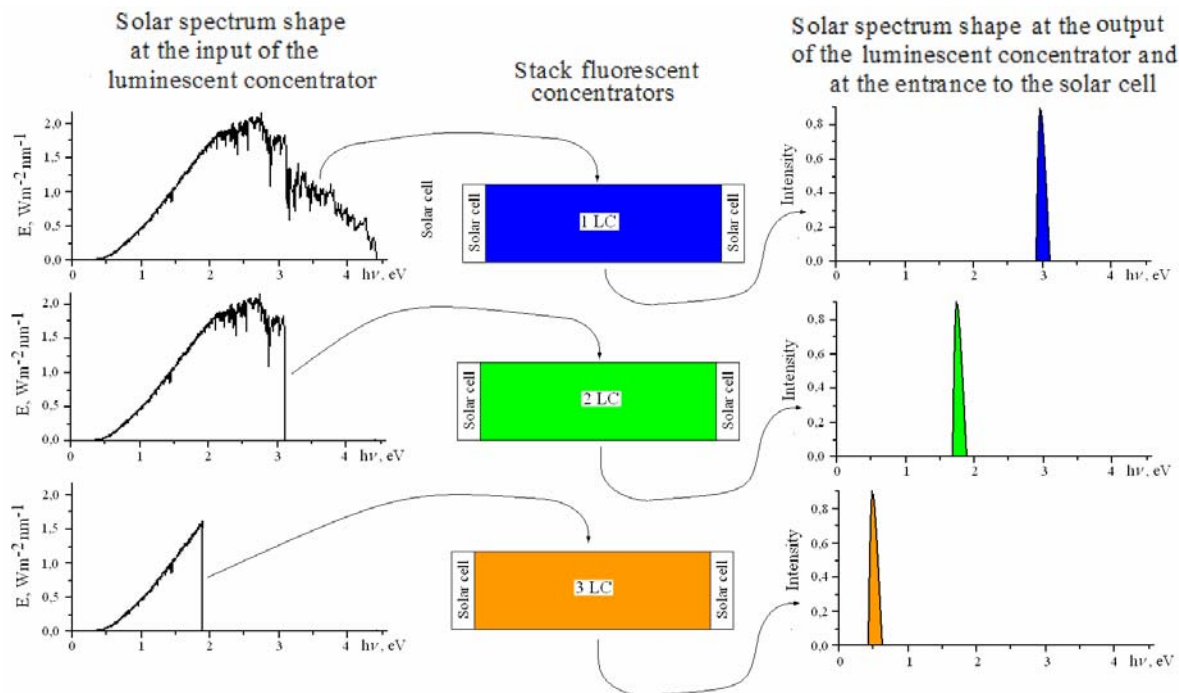 Solar spectrum shape
at the input of the
luminescent concentrator
Stack fluorescent
concentrators
Solar spectrum shape at the output
of the luminescent concentrator and
at the entrance to the solar cell
E, Wm⁻²nm⁻¹
2.0
1.5
1.0
0.5
0.0
0 1 2 3 4 hν, eV
Solar cell
Solar cell
1 LC
Solar cell
Intensity
0.8
0.6
0.4
0.2
0.0
0 1 2 3 4 hν, eV
E, Wm⁻²nm⁻¹
2.0
1.5
1.0
0.5
0.0
0 1 2 3 4 hν, eV
Solar cell
2 LC
Solar cell
Intensity
0.8
0.6
0.4
0.2
0.0
0 1 2 3 4 hν, eV
E, Wm⁻²nm⁻¹
2.0
1.5
1.0
0.5
0.0
0 1 2 3 4 hν, eV
Solar cell
3 LC
Solar cell
Intensity
0.8
0.6
0.4
0.2
0.0
0 1 2 3 4 hν, eV